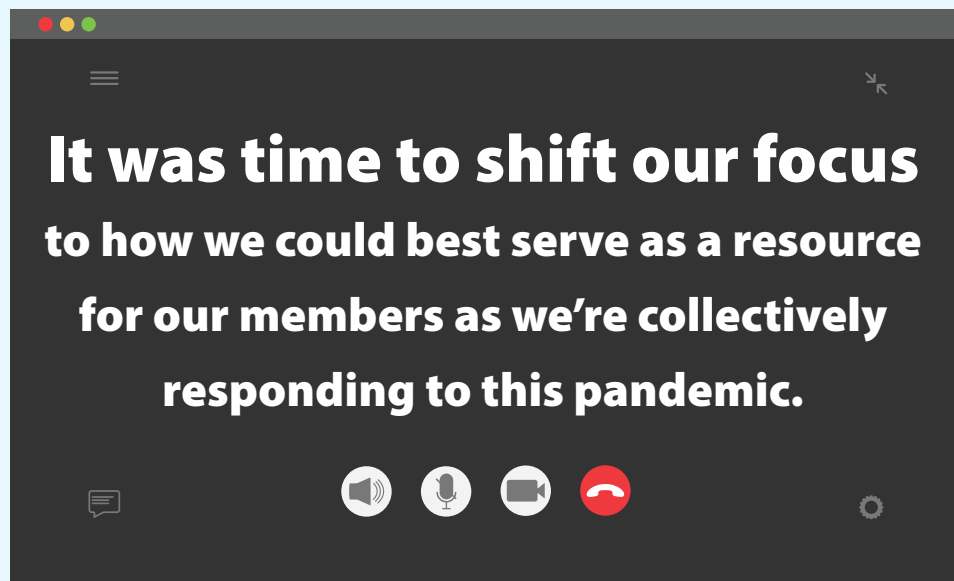 It was time to shift our focus
to how we could best serve as a resource
for our members as we’re collectively
responding to this pandemic.